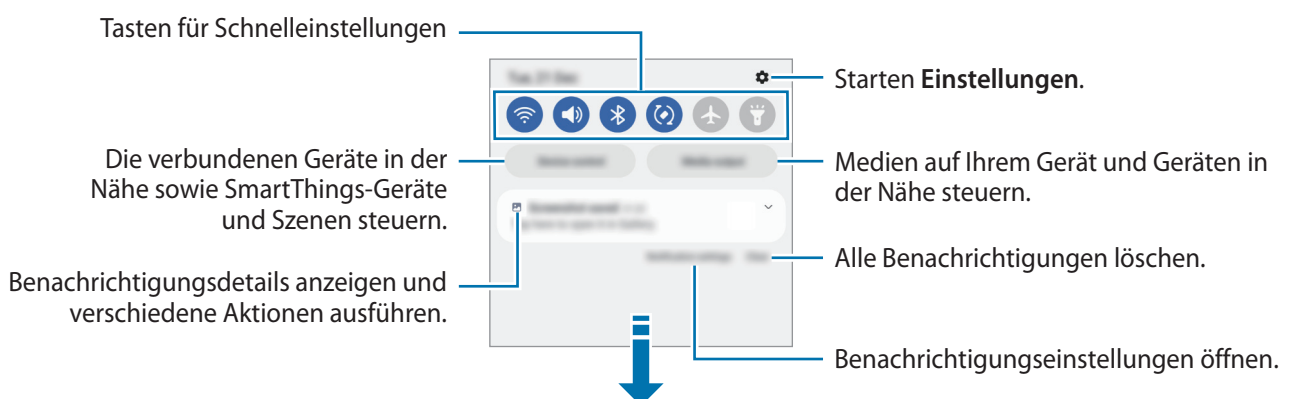 Tasten für Schnelleinstellungen
Starten Einstellungen.
Die verbundenen Geräte in der
Nähe sowie SmartThings-Geräte
und Szenen steuern.
Medien auf Ihrem Gerät und Geräten in
der Nähe steuern.
Alle Benachrichtigungen löschen.
Benachrichtigungsdetails anzeigen und
verschiedene Aktionen ausführen.
Benachrichtigungseinstellungen öffnen.